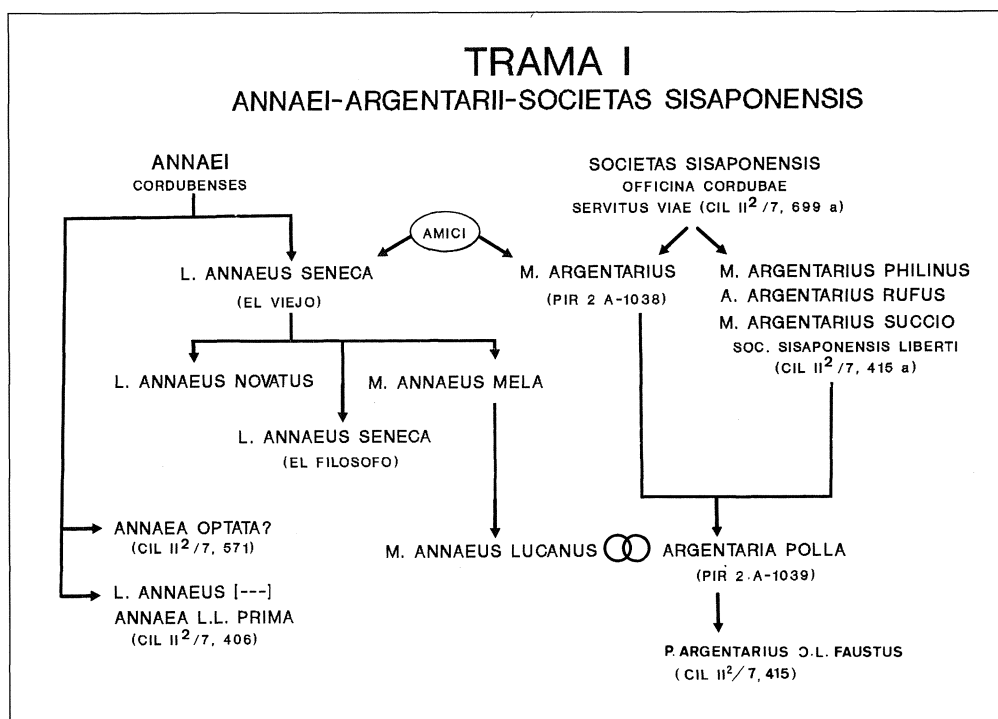 TRAMA I
ANNAEI-ARGENTARII-SOCIETAS SISAPONENSIS
ANNAEI
CORDUBENSES
SOCIETAS SISAPONENSIS
OFFICINA CORDUBAE
SERVITUS VIAE (CIL II²/7, 699 a)
AMICI
L. ANNAEUS SENECA
(EL VIEJO)
M. ARGENTARIUS
(PIR 2 A-1038)
M. ARGENTARIUS PHILINUS
A. ARGENTARIUS RUFUS
M. ARGENTARIUS SUCCIO
SOC. SISAPONENSIS LIBERTI
(CIL II²/7, 415 a)
L. ANNAEUS NOVATUS
M. ANNAEUS MELA
L. ANNAEUS SENECA
(EL FILOSOFO)
ANNAEA OPTATA?
(CIL II²/7, 571)
M. ANNAEUS LUCANUS
ARGENTARIA POLLA
(PIR 2 A-1039)
L. ANNAEUS [---]
ANNAEA L.L. PRIMA
(CIL II²/7, 406)
P. ARGENTARIUS Ɔ.L. FAUSTUS
(CIL II²/7, 415)